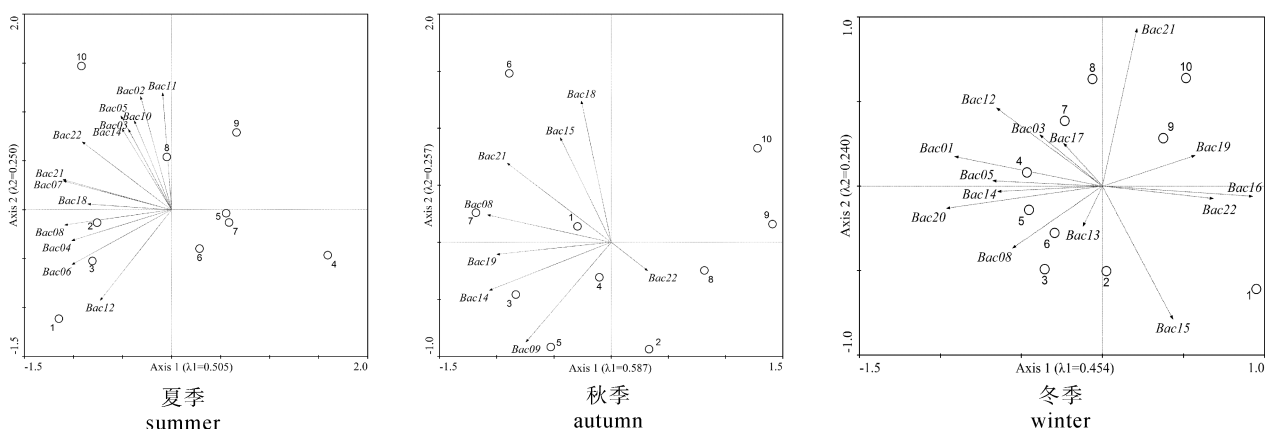 2.0
10
Bac02
Bac11
Bac05
Bac10
Bac03
Bac14
Bac22
9
8
Bac21
Bac07
Bac18
5
2
7
Bac08
Bac04
6
Bac06
3
4
Bac12
1
Axis 2 (λ2=0.250)
-1.5
-1.5
Axis 1 (λ1=0.505)
2.0
夏季
summer
2.0
6
Bac18
Bac15
10
Bac21
Bac08
7
1
9
Bac19
Bac22
8
4
Bac14
3
Bac09
5
2
Axis 2 (λ2=0.257)
-1.0
-1.5
Axis 1 (λ1=0.587)
1.5
秋季
autumn
1.0
Bac21
8
10
Bac12
7
Bac03
Bac17
9
Bac01
Bac19
4
Bac05
Bac14
Bac16
Bac22
Bac20
5
6
Bac13
Bac08
3
2
1
Bac15
Axis 2 (λ2=0.240)
-1.0
-1.5
Axis 1 (λ1=0.454)
1.0
冬季
winter